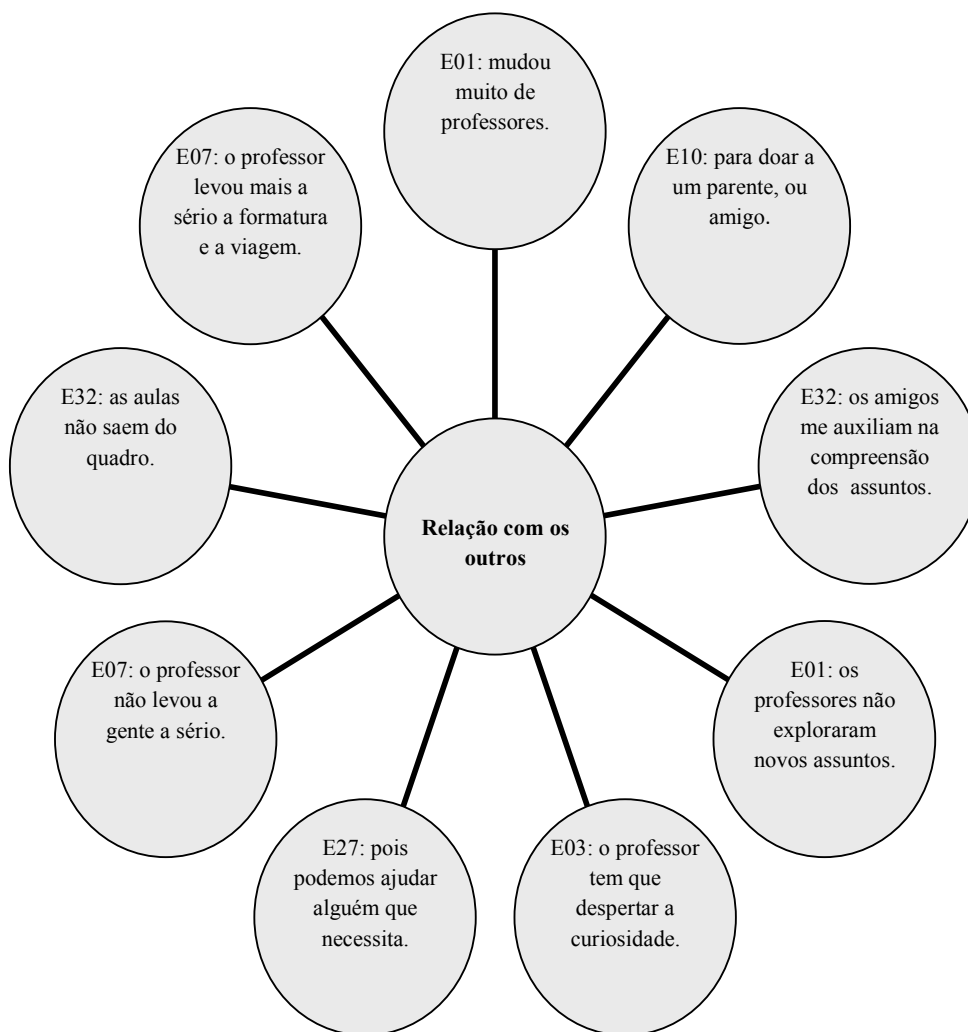 E01: mudou
muito de
professores.
E07: o professor
levou mais a
sério a formatura
e a viagem.
E10: para doar a
um parente, ou
amigo.
E32: as aulas
não saem do
quadro.
E32: os amigos
me auxiliam na
compreensão
dos assuntos.
Relação com os
outros
E07: o professor
não levou a
gente a sério.
E01: os
professores não
exploraram
novos assuntos.
E27: pois
podemos ajudar
alguém que
necessita.
E03: o professor
tem que
despertar a
curiosidade.